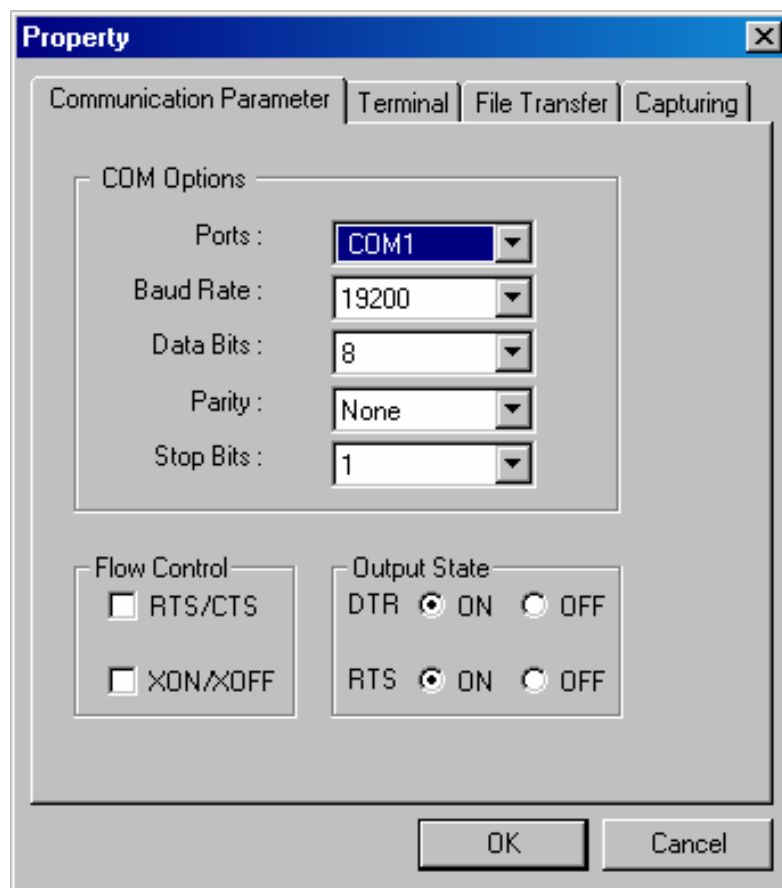 Property
Communication Parameter Terminal File Transfer Capturing
COM Options
Ports : COM1
Baud Rate : 19200
Data Bits : 8
Parity : None
Stop Bits : 1
Flow Control
RTS/CTS
XON/XOFF
Output State
DTR ON OFF
RTS ON OFF
OK Cancel